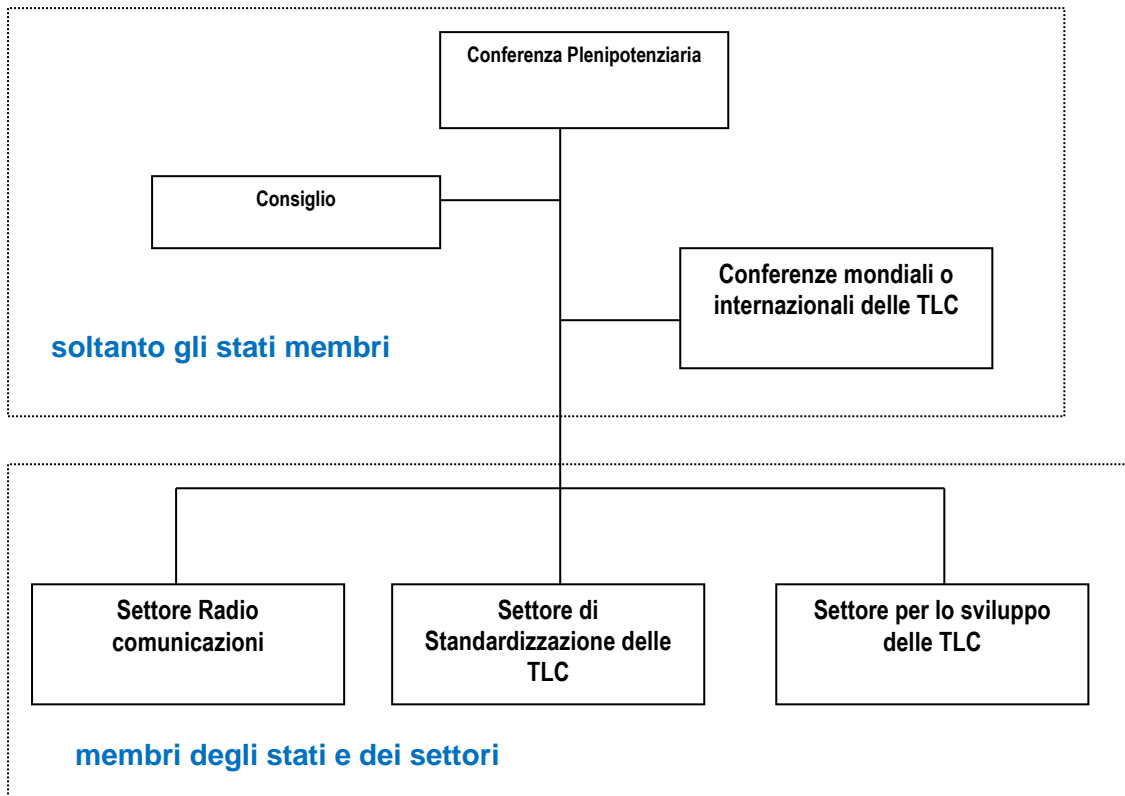 Conferenza Plenipotenziaria
Consiglio
Conferenze mondiali o
internazionali delle TLC
soltanto gli stati membri
Settore Radio
comunicazioni
Settore di
Standardizzazione delle
TLC
Settore per lo sviluppo
delle TLC
membri degli stati e dei settori